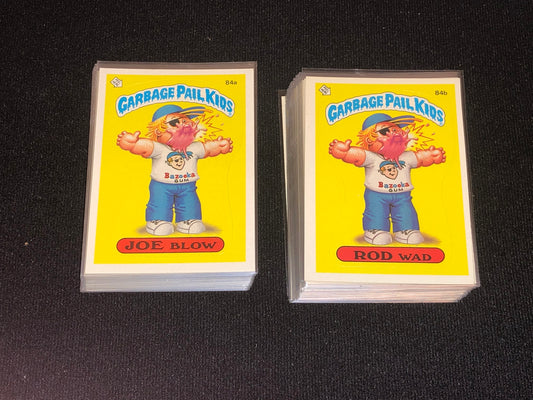 84a
GARBAGE PAIL KIDS
Bazooka
GUM
JOE BLOW
84b
GARBAGE PAIL KIDS
Bazooka
GUM
ROD WAD